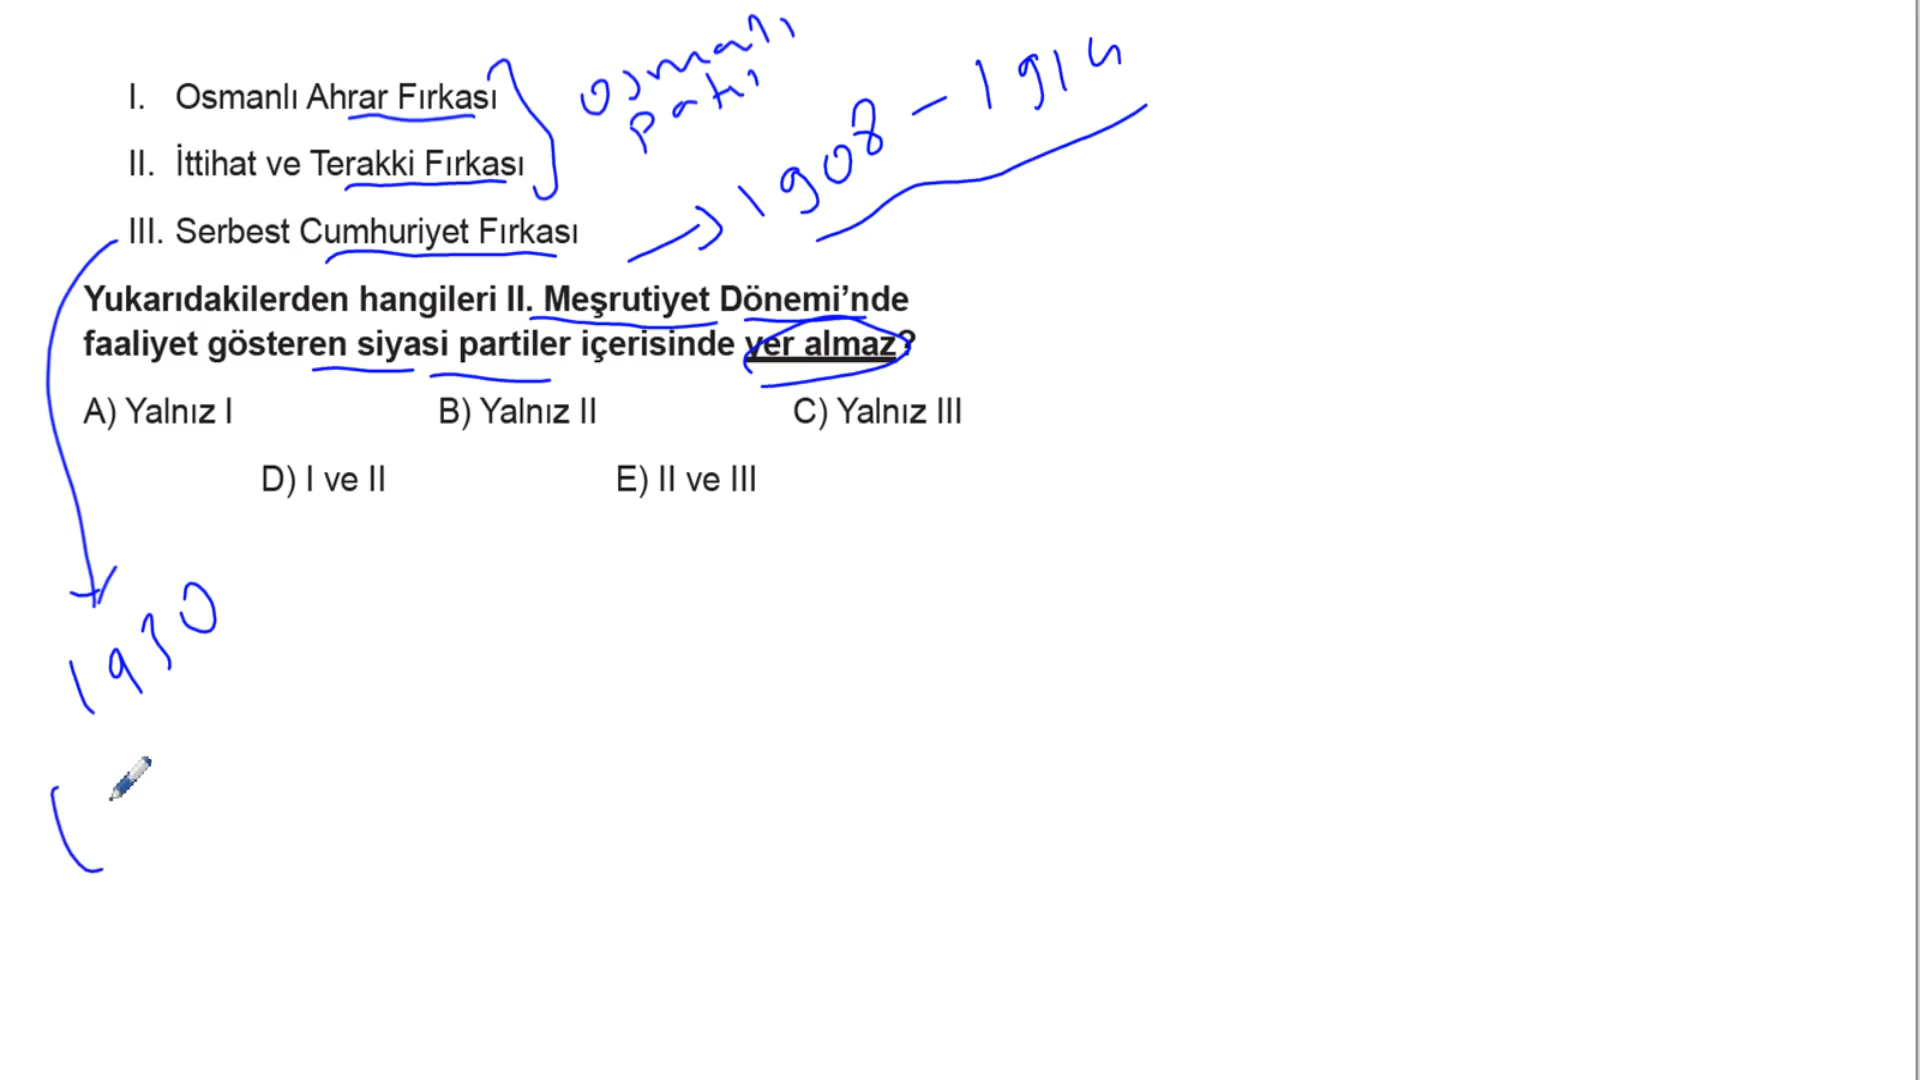 I. Osmanlı Ahrar Fırkası
II. İttihat ve Terakki Fırkası
III. Serbest Cumhuriyet Fırkası
osmalı
patı
1908 - 1914
Yukarıdakilerden hangileri II. Meşrutiyet Dönemi’nde
faaliyet gösteren siyasi partiler içerisinde yer almaz?
A) Yalnız I B) Yalnız II C) Yalnız III
D) I ve II E) II ve III
1930